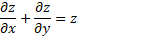 ∂z/∂x + ∂z/∂y = z